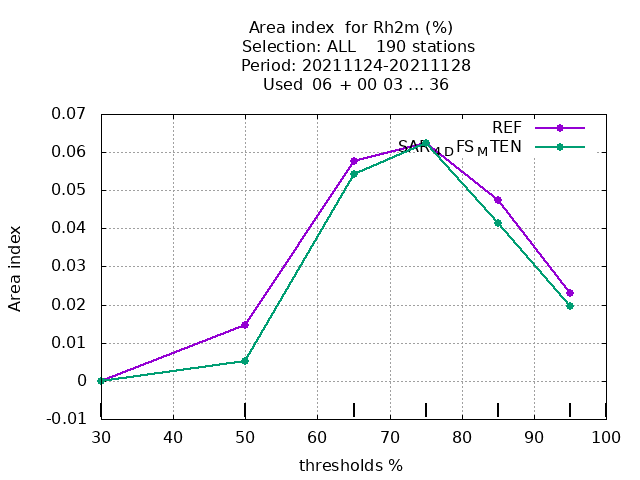 Area index  for Rh2m (%)
Selection: ALL    190 stations
Period: 20211124-20211128
Used  06 + 00 03 ... 36
REF
SAR4DFSMTEN
0.07
0.06
0.05
0.04
0.03
0.02
0.01
0
-0.01
Area index
30 40 50 60 70 80 90 100
thresholds %